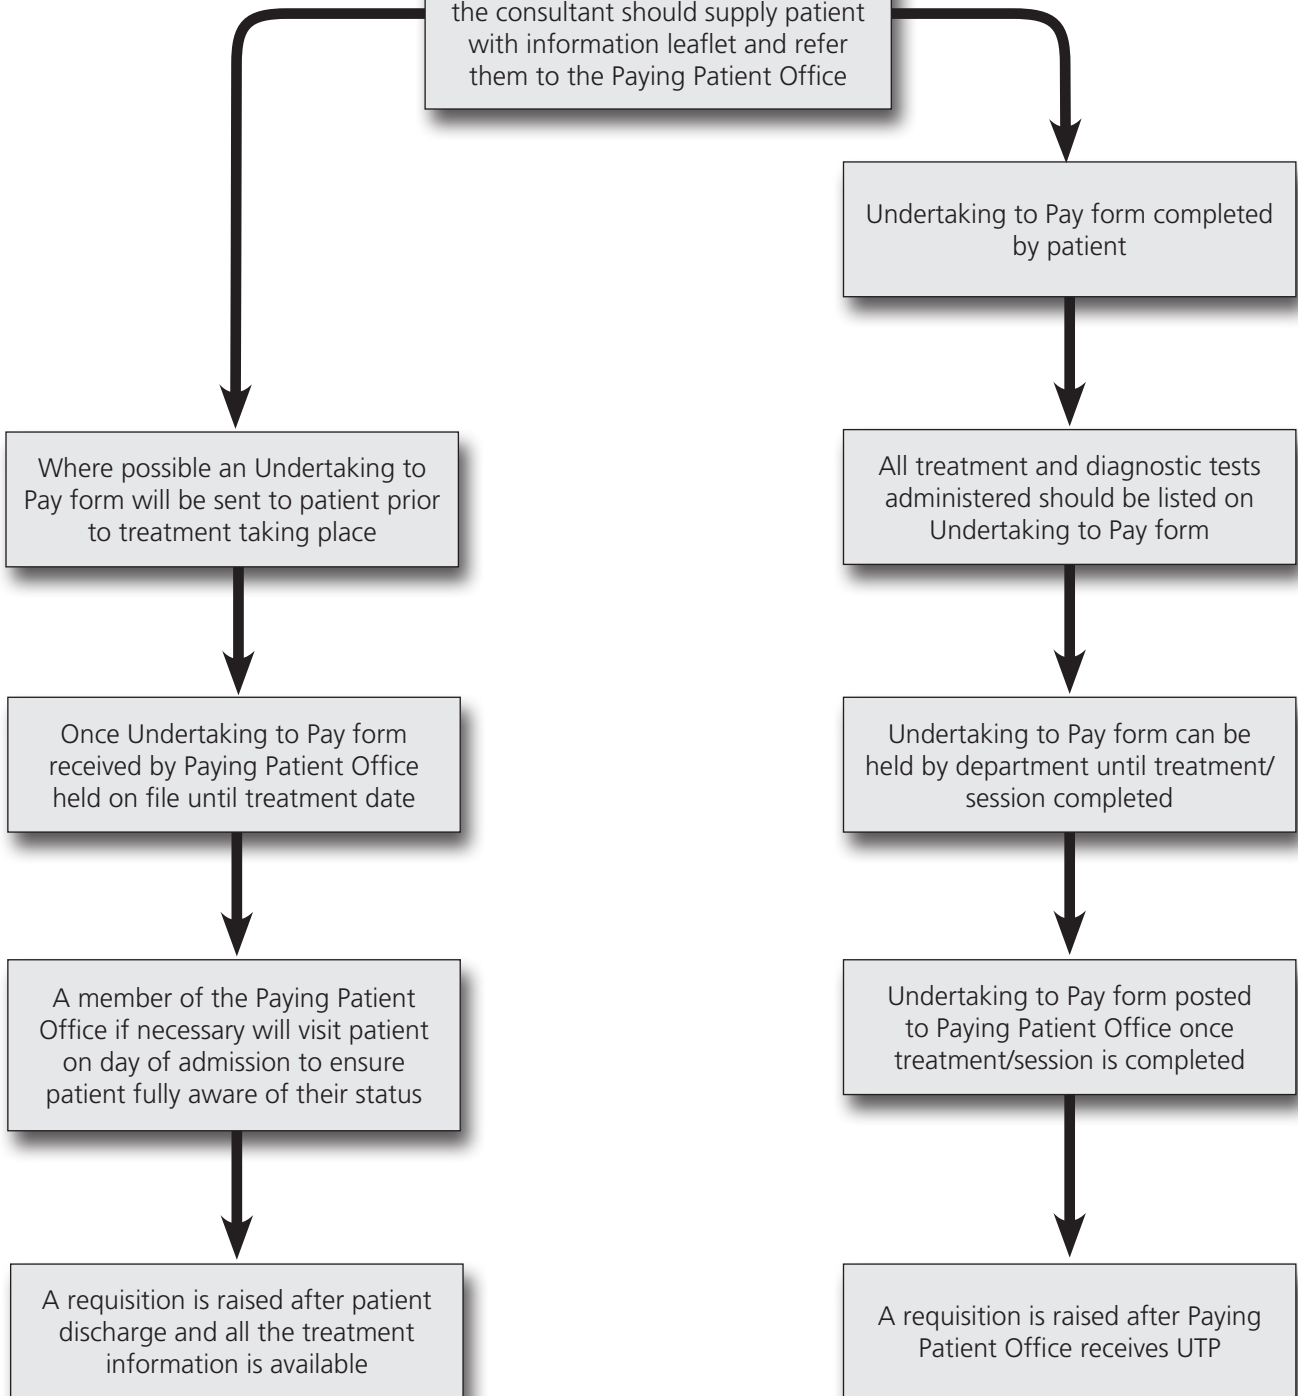 the consultant should supply patient
with information leaflet and refer
them to the Paying Patient Office
Where possible an Undertaking to
Pay form will be sent to patient prior
to treatment taking place
Once Undertaking to Pay form
received by Paying Patient Office
held on file until treatment date
A member of the Paying Patient
Office if necessary will visit patient
on day of admission to ensure
patient fully aware of their status
A requisition is raised after patient
discharge and all the treatment
information is available
Undertaking to Pay form completed
by patient
All treatment and diagnostic tests
administered should be listed on
Undertaking to Pay form
Undertaking to Pay form can be
held by department until treatment/
session completed
Undertaking to Pay form posted
to Paying Patient Office once
treatment/session is completed
A requisition is raised after Paying
Patient Office receives UTP